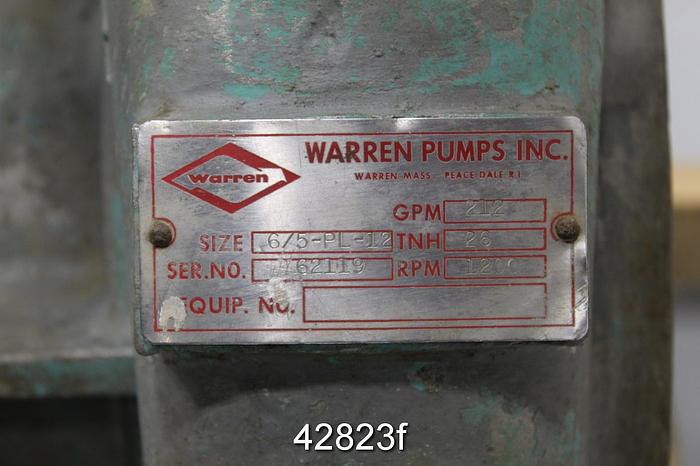 warren
WARREN PUMPS INC.
WARREN MASS PEACE DALE R.I.
GPM 212
SIZE 6/5-PL-12 TNH 26
SER.NO. 62119 RPM 1200
EQUIP. NO.
42823f